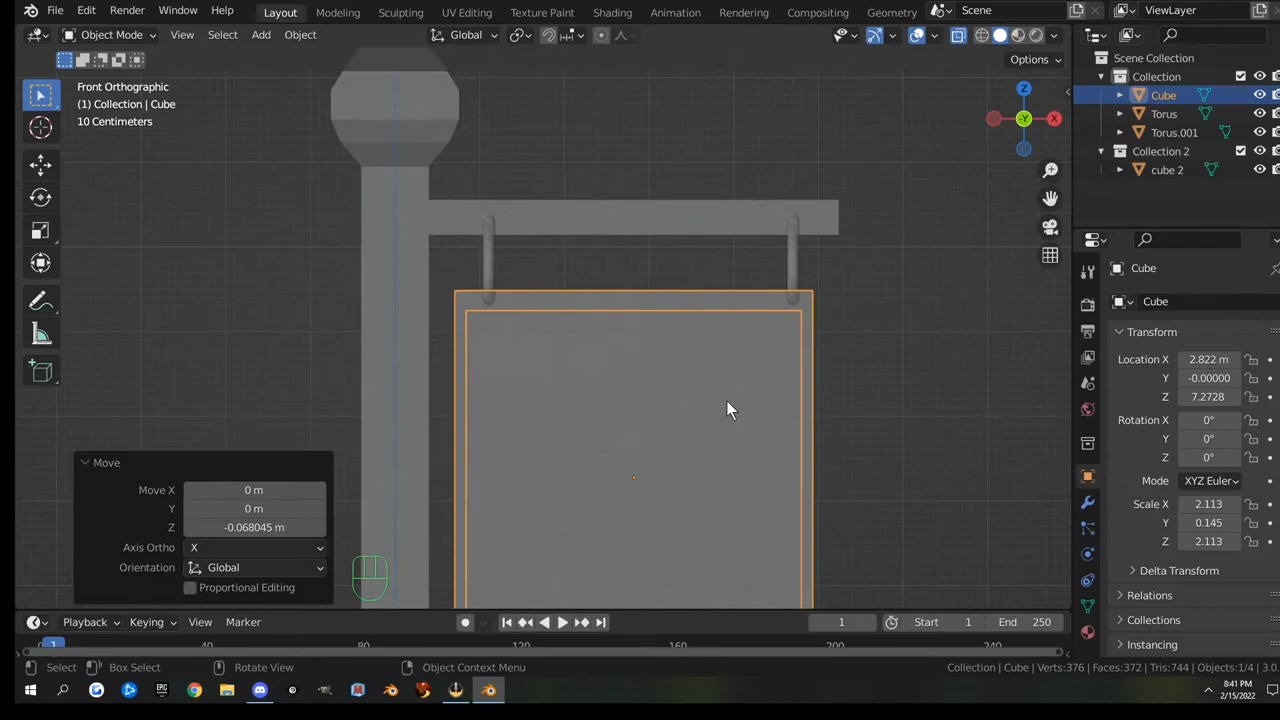 File Edit Render Window Help Layout Modeling Sculpting UV Editing Texture Paint Shading Animation Rendering Compositing Geometry Scene ViewLayer
Object Mode View Select Add Object Global
Options
Front Orthographic
(1) Collection | Cube
10 Centimeters
Z
-Y
X
Scene Collection
Collection
Cube
Torus
Torus.001
Collection 2
cube 2
Cube
Cube
Transform
Location X 2.822 m
Y -0.00000
Z 7.2728
Rotation X 0°
Y 0°
Z 0°
Mode XYZ Euler
Scale X 2.113
Y 0.145
Z 2.113
Delta Transform
Relations
Collections
Instancing
Move
Move X 0 m
Y 0 m
Z -0.068045 m
Axis Ortho X
Orientation Global
Proportional Editing
Playback Keying View Marker 1 Start 1 End 250
1 40 80 120 160 200 240
Select Box Select Rotate View Object Context Menu Collection | Cube | Verts:376 | Faces:372 | Tris:744 | Objects:1/4 | 3.0.
8:41 PM
2/15/2022